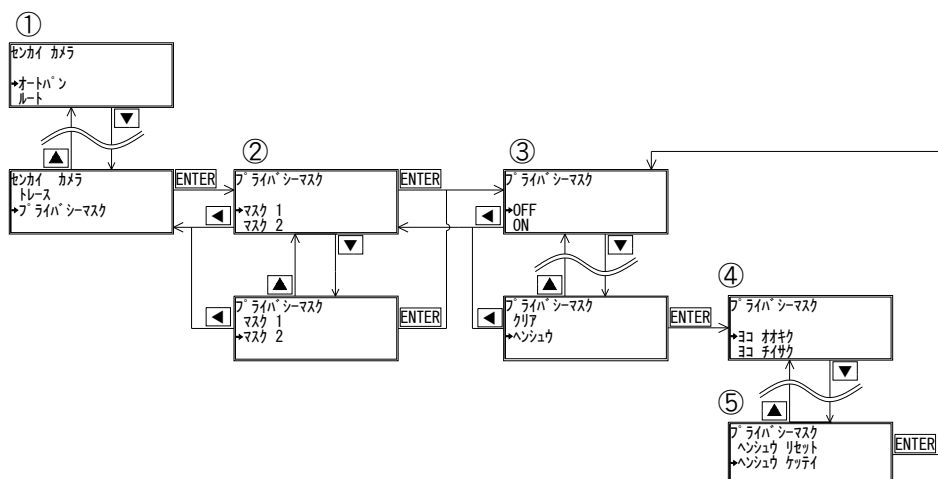 ①
ｾﾝｶｲ ｶﾒﾗ
→ｵｰﾄﾊﾟﾝ
ﾙｰﾄ
▼
▲
ｾﾝｶｲ ｶﾒﾗ
ﾄﾚｰｽ
→ﾌﾟﾗｲﾊﾞｼｰﾏｽｸ
ENTER
②
ﾌﾟﾗｲﾊﾞｼｰﾏｽｸ
→ﾏｽｸ 1
ﾏｽｸ 2
ENTER
◀
▼
▲
ﾌﾟﾗｲﾊﾞｼｰﾏｽｸ
ﾏｽｸ 1
→ﾏｽｸ 2
◀
ENTER
③
ﾌﾟﾗｲﾊﾞｼｰﾏｽｸ
→OFF
ON
◀
▼
▲
ﾌﾟﾗｲﾊﾞｼｰﾏｽｸ
ｸﾘｱ
→ﾍﾝｼｭｳ
◀
ENTER
④
ﾌﾟﾗｲﾊﾞｼｰﾏｽｸ
→ﾖｺ ｵｵｷｸ
ﾖｺ ﾁｲｻｸ
▼
▲
⑤
ﾌﾟﾗｲﾊﾞｼｰﾏｽｸ
ﾍﾝｼｭｳ ﾘｾｯﾄ
→ﾍﾝｼｭｳ ｹｯﾃｲ
ENTER